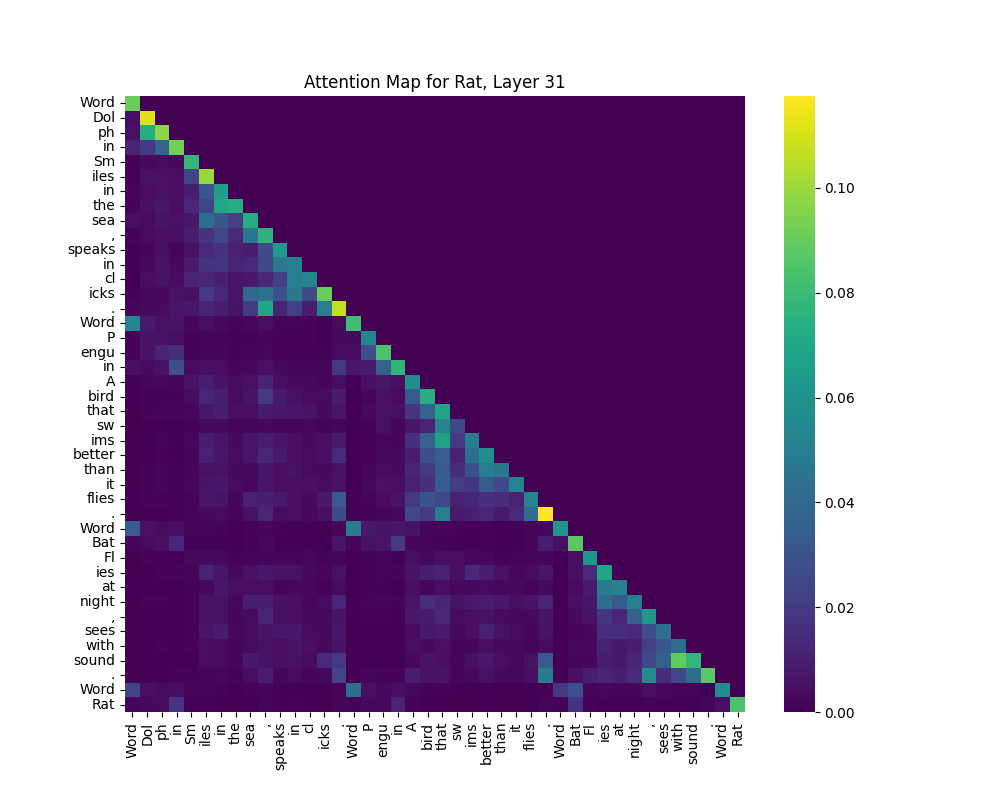 Attention Map for Rat, Layer 31
Word
Dol
ph
in
Sm
iles
in
the
sea
,
speaks
in
cl
icks
.
Word
P
engu
in
A
bird
that
sw
ims
better
than
it
flies
.
Word
Bat
Fl
ies
at
night
,
sees
with
sound
.
Word
Rat
0.10
0.08
0.06
0.04
0.02
0.00
Word Dol ph in Sm iles in the sea , speaks in cl icks . Word P engu in A bird that sw ims better than it flies . Word Bat Fl ies at night , sees with sound . Word Rat